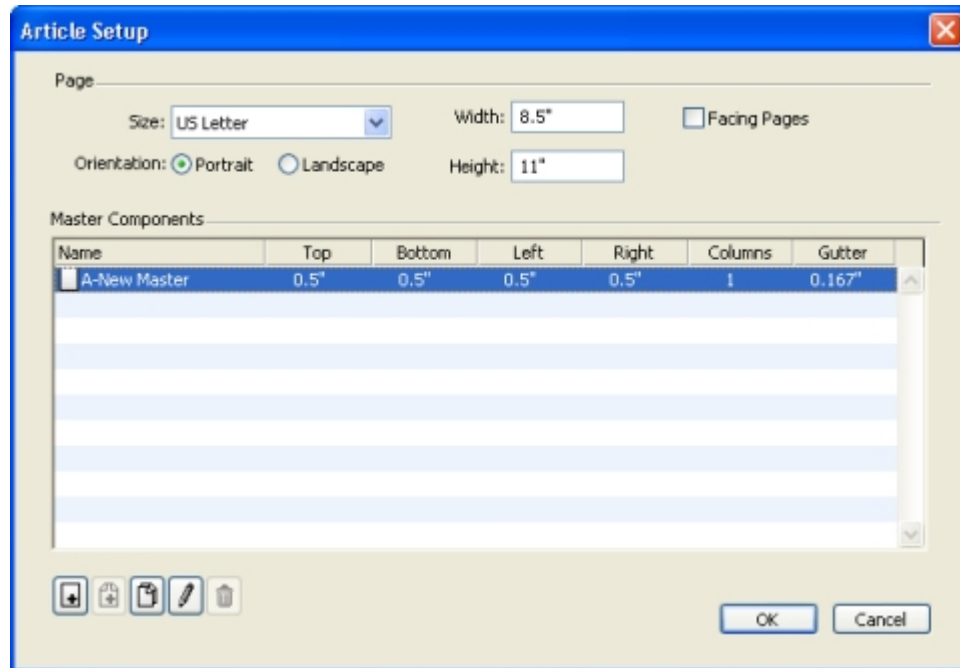 Article Setup
Page
Size: US Letter Width: 8.5" Facing Pages
Orientation: Portrait Landscape Height: 11"
Master Components
Name Top Bottom Left Right Columns Gutter
A-New Master 0.5" 0.5" 0.5" 0.5" 1 0.167"
OK Cancel